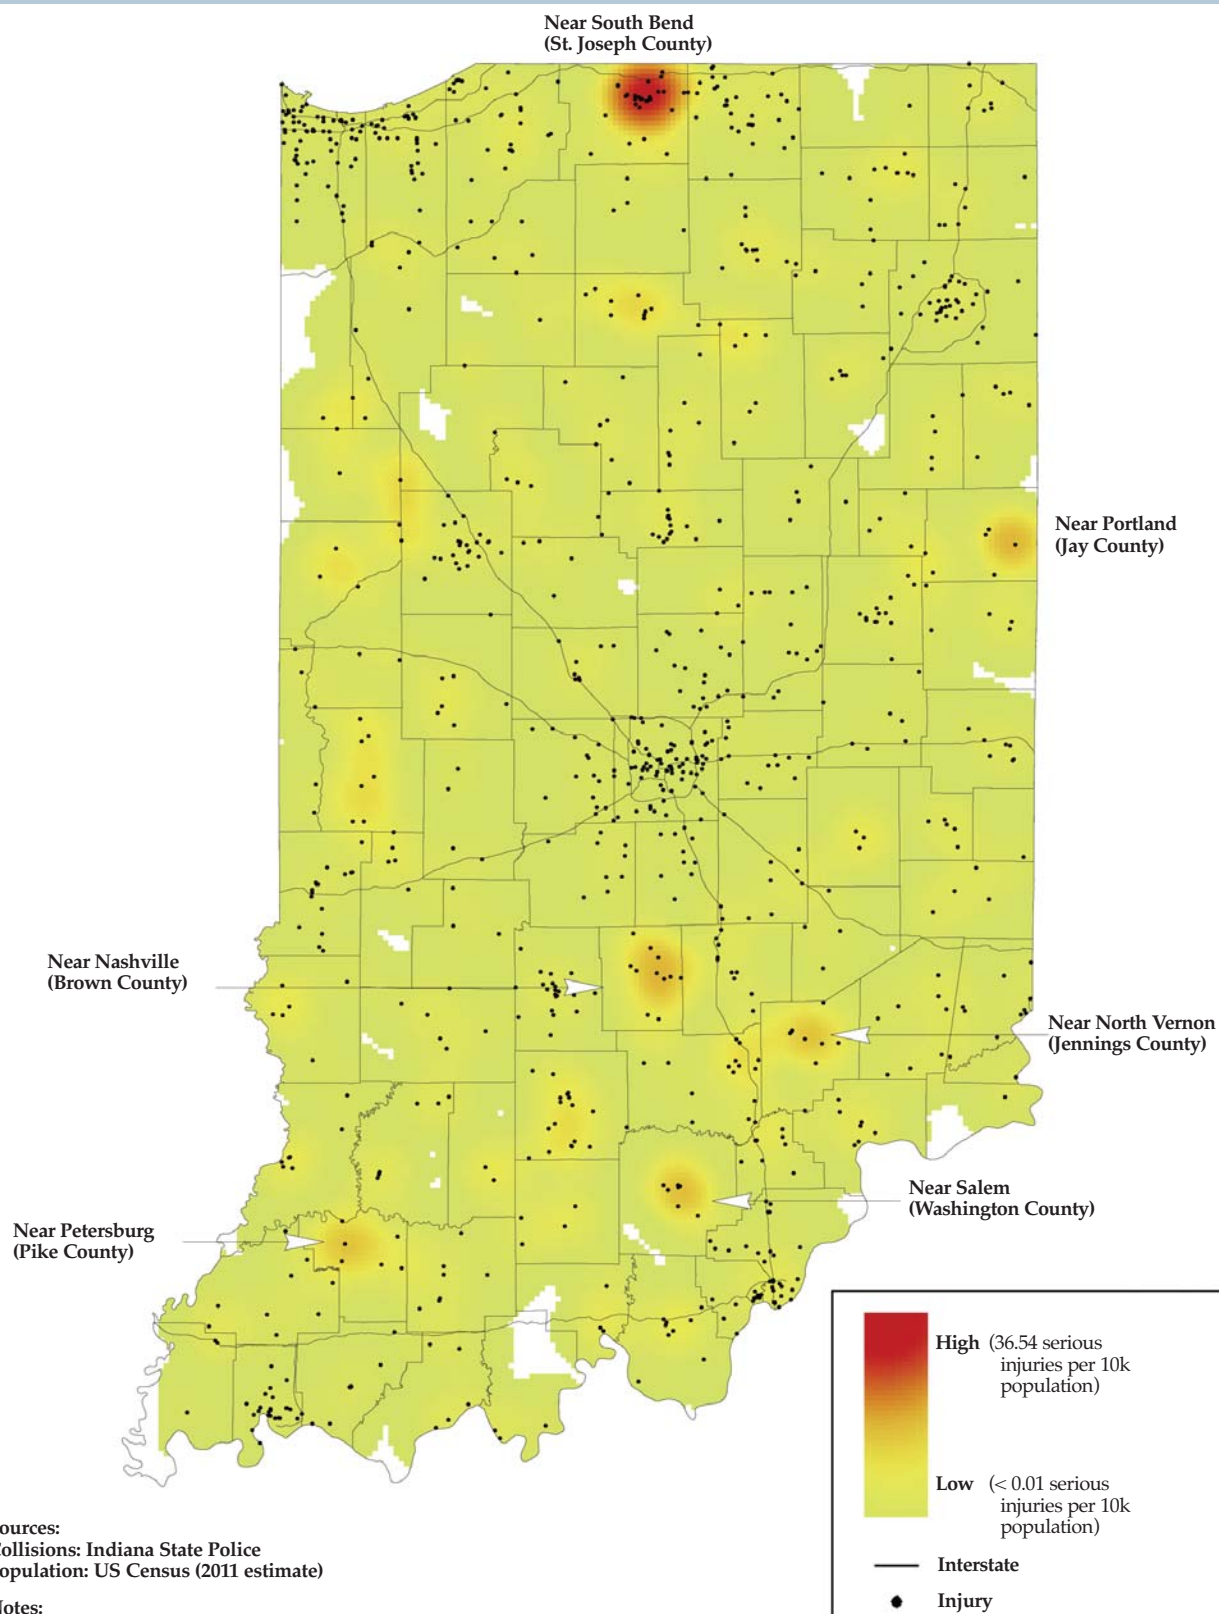 Near South Bend
(St. Joseph County)
Near Portland
(Jay County)
Near Nashville
(Brown County)
Near North Vernon
(Jennings County)
Near Salem
(Washington County)
Near Petersburg
(Pike County)
High (36.54 serious
injuries per 10k
population)
Low (< 0.01 serious
injuries per 10k
population)
Interstate
Injury
ources:
ollisions: Indiana State Police
opulation: US Census (2011 estimate)
otes: